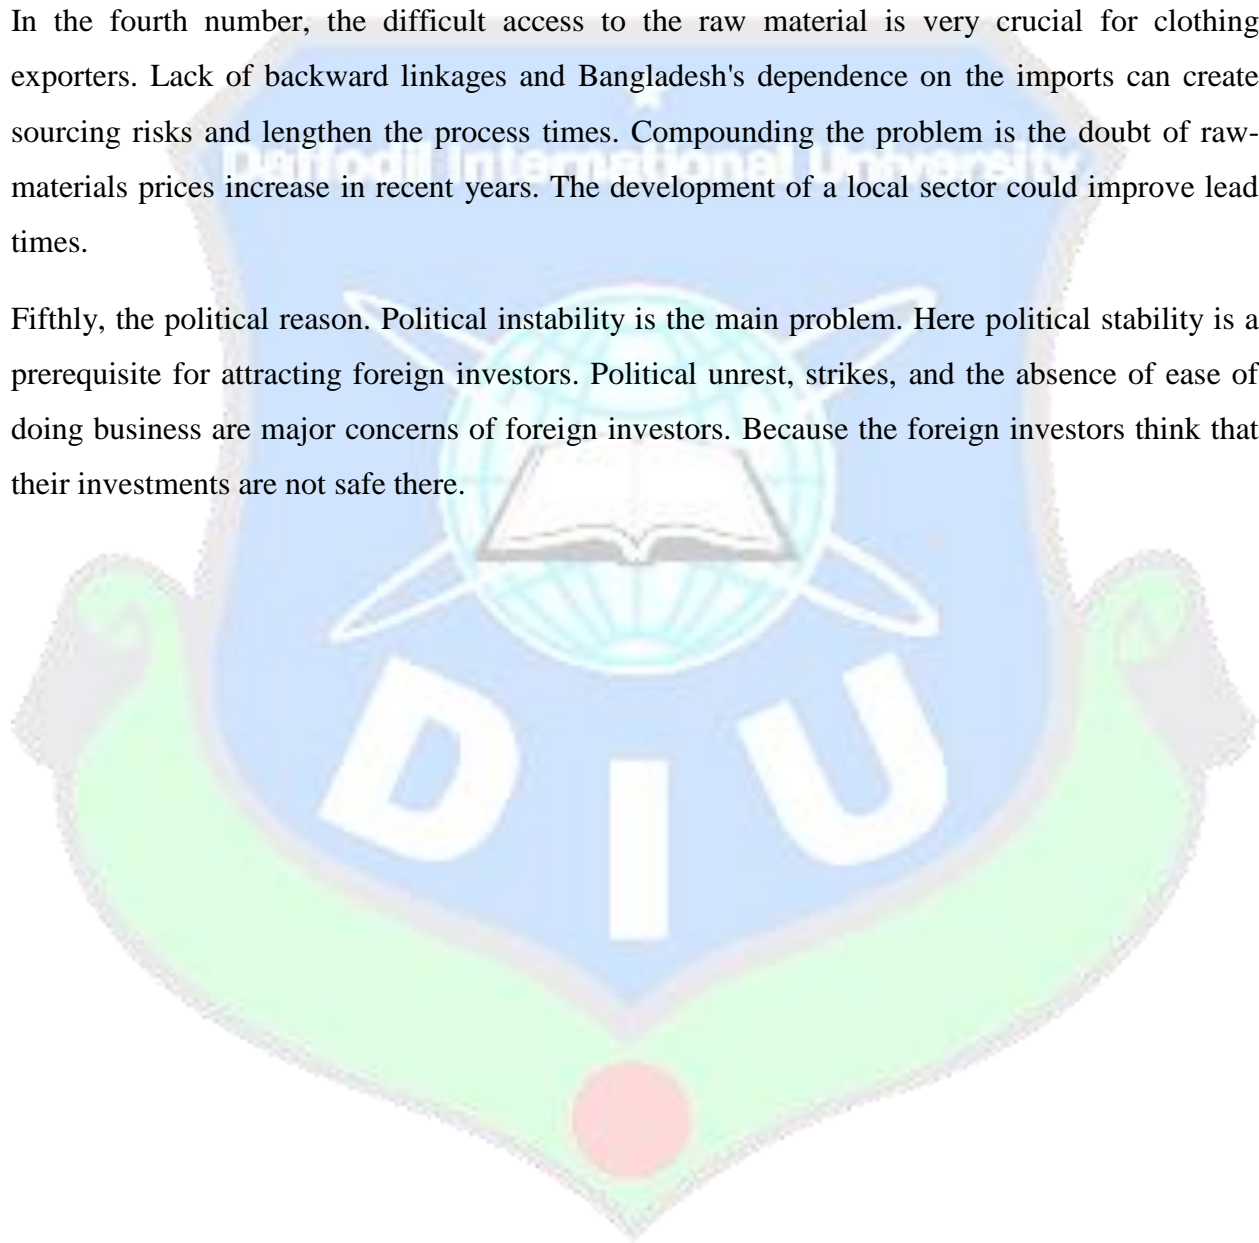 In the fourth number, the difficult access to the raw material is very crucial for clothing
exporters. Lack of backward linkages and Bangladesh's dependence on the imports can create
sourcing risks and lengthen the process times. Compounding the problem is the doubt of raw-
Daffodil International University
materials prices increase in recent years. The development of a local sector could improve lead
times.
Fifthly, the political reason. Political instability is the main problem. Here political stability is a
prerequisite for attracting foreign investors. Political unrest, strikes, and the absence of ease of
doing business are major concerns of foreign investors. Because the foreign investors think that
their investments are not safe there.
D I U